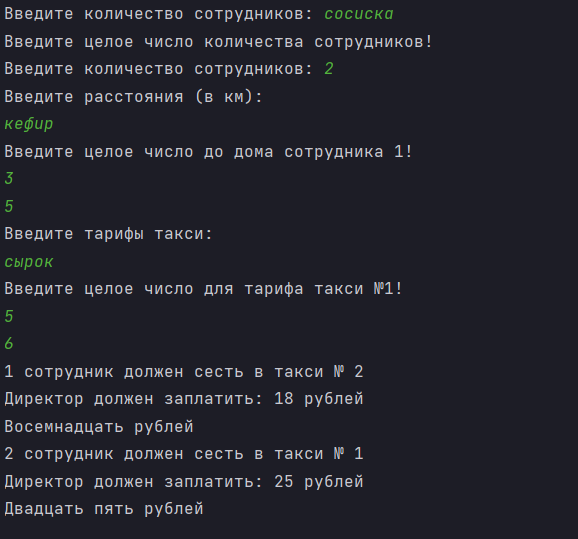 Введите количество сотрудников: сосиска
Введите целое число количества сотрудников!
Введите количество сотрудников: 2
Введите расстояния (в км):
кефир
Введите целое число до дома сотрудника 1!
3
5
Введите тарифы такси:
сырок
Введите целое число для тарифа такси №1!
5
6
1 сотрудник должен сесть в такси № 2
Директор должен заплатить: 18 рублей
Восемнадцать рублей
2 сотрудник должен сесть в такси № 1
Директор должен заплатить: 25 рублей
Двадцать пять рублей